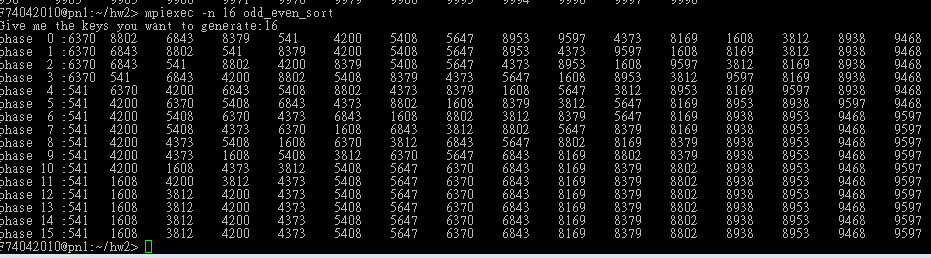 F74042010@pn1:~/hw2> mpiexec -n 16 odd_even_sort
Give me the keys you want to generate:16
phase 0 :6370 8802 6843 8379 541 4200 5408 5647 8953 9597 4373 8169 1608 3812 8938 9468
phase 1 :6370 6843 8802 541 8379 4200 5408 5647 8953 4373 9597 1608 8169 3812 8938 9468
phase 2 :6370 6843 541 8802 4200 8379 5408 5647 4373 8953 1608 9597 3812 8169 8938 9468
phase 3 :6370 541 6843 4200 8802 5408 8379 4373 5647 1608 8953 3812 9597 8169 8938 9468
phase 4 :541 6370 4200 6843 5408 8802 4373 8379 1608 5647 3812 8953 8169 9597 8938 9468
phase 5 :541 4200 6370 5408 6843 4373 8802 1608 8379 3812 5647 8169 8953 8938 9597 9468
phase 6 :541 4200 5408 6370 4373 6843 1608 8802 3812 8379 5647 8169 8938 8953 9468 9597
phase 7 :541 4200 5408 4373 6370 1608 6843 3812 8802 5647 8379 8169 8938 8953 9468 9597
phase 8 :541 4200 4373 5408 1608 6370 3812 6843 5647 8802 8169 8379 8938 8953 9468 9597
phase 9 :541 4200 4373 1608 5408 3812 6370 5647 6843 8169 8802 8379 8938 8953 9468 9597
phase 10 :541 4200 1608 4373 3812 5408 5647 6370 6843 8169 8379 8802 8938 8953 9468 9597
phase 11 :541 1608 4200 3812 4373 5408 5647 6370 6843 8169 8379 8802 8938 8953 9468 9597
phase 12 :541 1608 3812 4200 4373 5408 5647 6370 6843 8169 8379 8802 8938 8953 9468 9597
phase 13 :541 1608 3812 4200 4373 5408 5647 6370 6843 8169 8379 8802 8938 8953 9468 9597
phase 14 :541 1608 3812 4200 4373 5408 5647 6370 6843 8169 8379 8802 8938 8953 9468 9597
phase 15 :541 1608 3812 4200 4373 5408 5647 6370 6843 8169 8379 8802 8938 8953 9468 9597
F74042010@pn1:~/hw2>